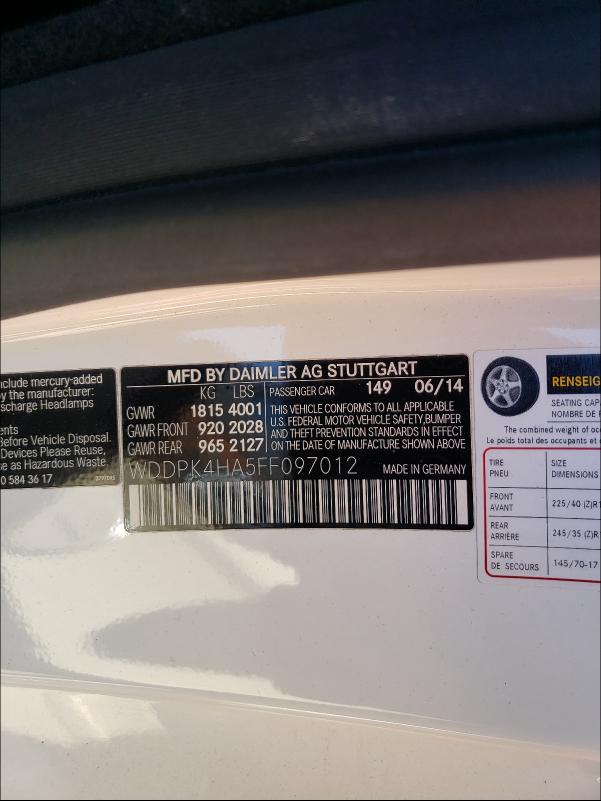 nclude mercury-added
by the manufacturer:
scharge Headlamps
ents
Before Vehicle Disposal.
Devices Please Reuse,
se as Hazardous Waste.
0 584 36 17
MFD BY DAIMLER AG STUTTGART
KG LBS PASSENGER CAR 149 06/14
GVWR 1815 4001 THIS VEHICLE CONFORMS TO ALL APPLICABLE
GAWR FRONT 920 2028 U.S. FEDERAL MOTOR VEHICLE SAFETY,BUMPER
GAWR REAR 965 2127 AND THEFT PREVENTION STANDARDS IN EFFECT
ON THE DATE OF MANUFACTURE SHOWN ABOVE
WDDPK4HA5FF097012 MADE IN GERMANY
RENSEIG
SEATING CAP
NOMBRE DE
The combined weight of oc
Le poids total des occupants et
TIRE SIZE
PNEU DIMENSIONS
FRONT
AVANT 225/40 (Z)R1
REAR
ARRIÈRE 245/35 (Z)R
SPARE
DE SECOURS 145/70-17